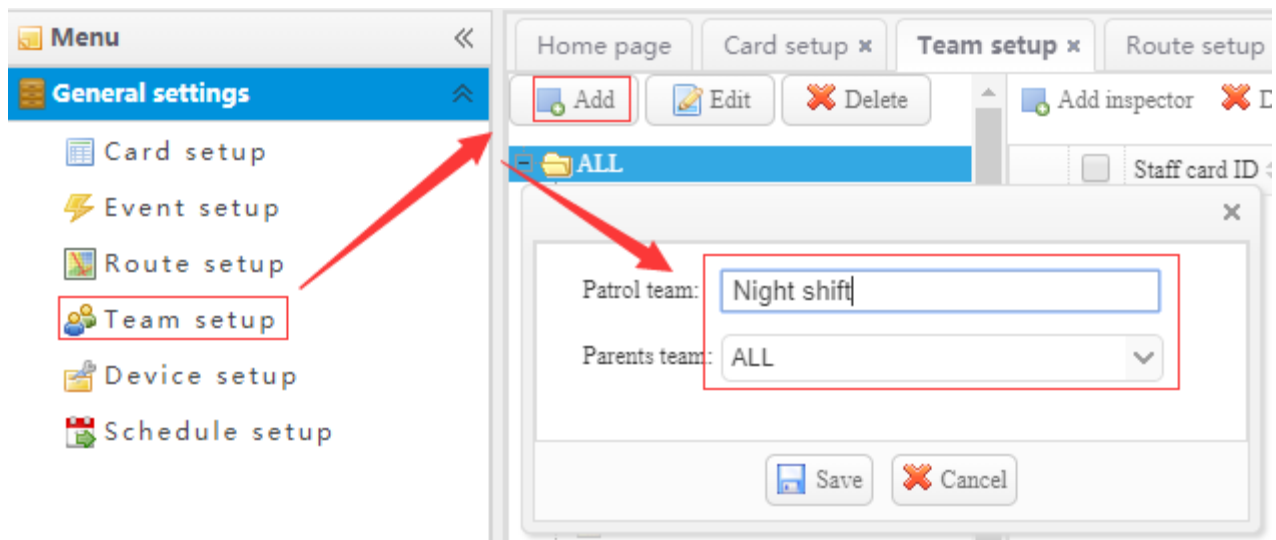 Menu
General settings
Card setup
Event setup
Route setup
Team setup
Device setup
Schedule setup
Home page
Card setup
Team setup
Route setup
Add
Edit
Delete
Add inspector
D
ALL
Staff card ID
Patrol team:
Night shift
Parents team:
ALL
Save
Cancel